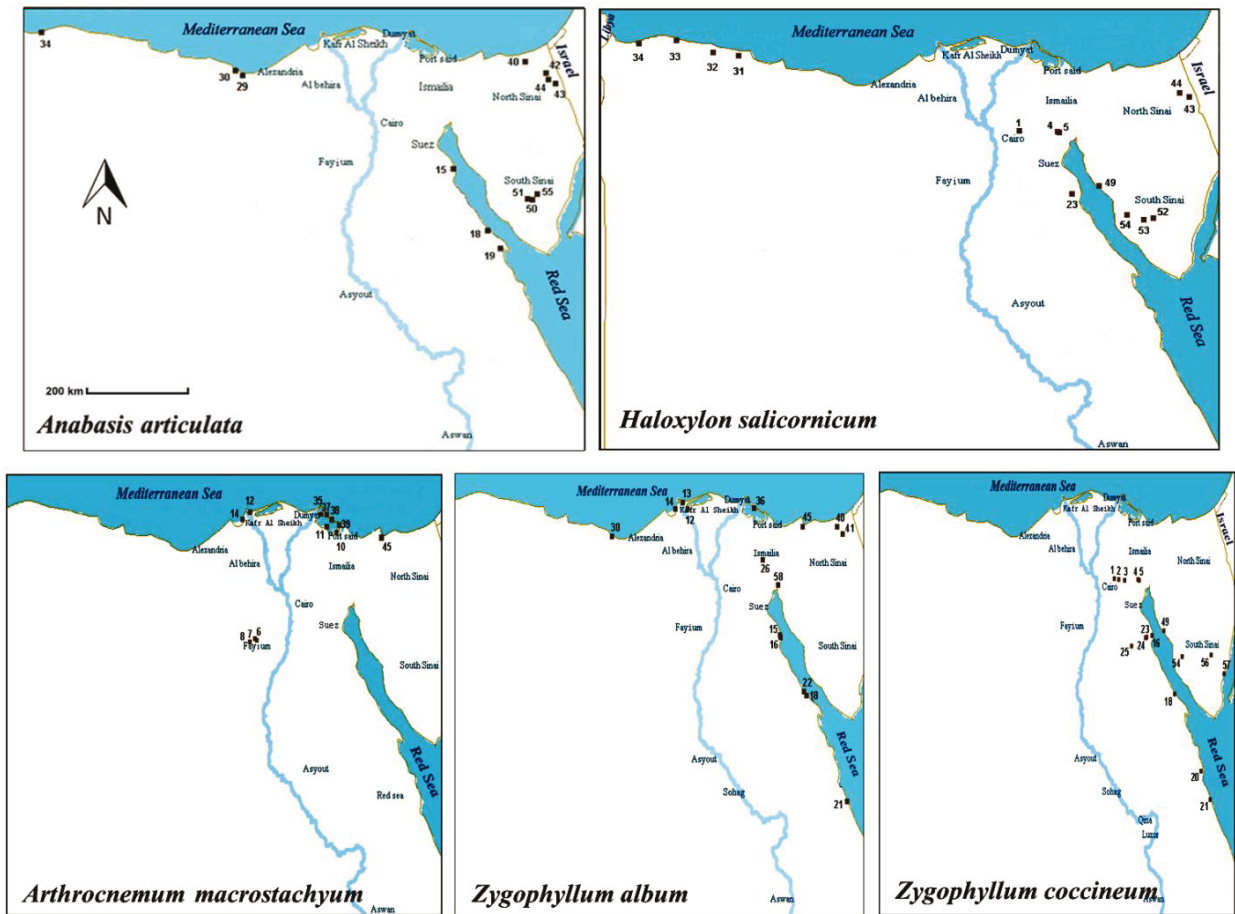 Mediterranean Sea
34
Kafr Al Sheikh
Dumyat
Port said
30
29
Alexandria
Al behira
Ismailia
40
42
44
43
Israel
North Sinai
Cairo
Suez
Fayium
15
South Sinai
51
55
50
N
18
19
Asyout
Red Sea
200 km
Aswan
Anabasis articulata
Libya
Mediterranean Sea
34
33
32
31
Kafr Al Sheikh
Dumyat
Port said
Alexandria
Al behira
Ismailia
Israel
44
43
North Sinai
1
4
5
Cairo
Suez
Fayium
23
49
South Sinai
54
53
52
Asyout
Red Sea
Aswan
Haloxylon salicornicum
Mediterranean Sea
12
14
Kafr Al Sheikh
35
37
Dumyat
38
39
11
10
Port said
45
Alexandria
Al behira
Ismailia
North Sinai
Cairo
Suez
8
7
6
Fayium
South Sinai
Asyout
Red Sea
Red sea
Aswan
Arthrocnemum macrostachyum
Mediterranean Sea
14
13
12
Kafr Al Sheikh
Dumyat
36
30
Alexandria
Port said
45
40
41
Al behira
Ismailia
26
North Sinai
Cairo
58
Suez
Fayium
15
16
South Sinai
22
18
Asyout
Sohag
Red Sea
21
Aswan
Zygophyllum album
Mediterranean Sea
Kafr Al Sheikh
Dumyat
Port said
Alexandria
Al behira
Ismailia
Israel
North Sinai
1
2
3
4
5
Cairo
Suez
Fayium
23
49
25
24
16
South Sinai
54
56
57
18
Asyout
Red Sea
20
Sohag
21
Qina
Luxur
Aswan
Zygophyllum coccineum